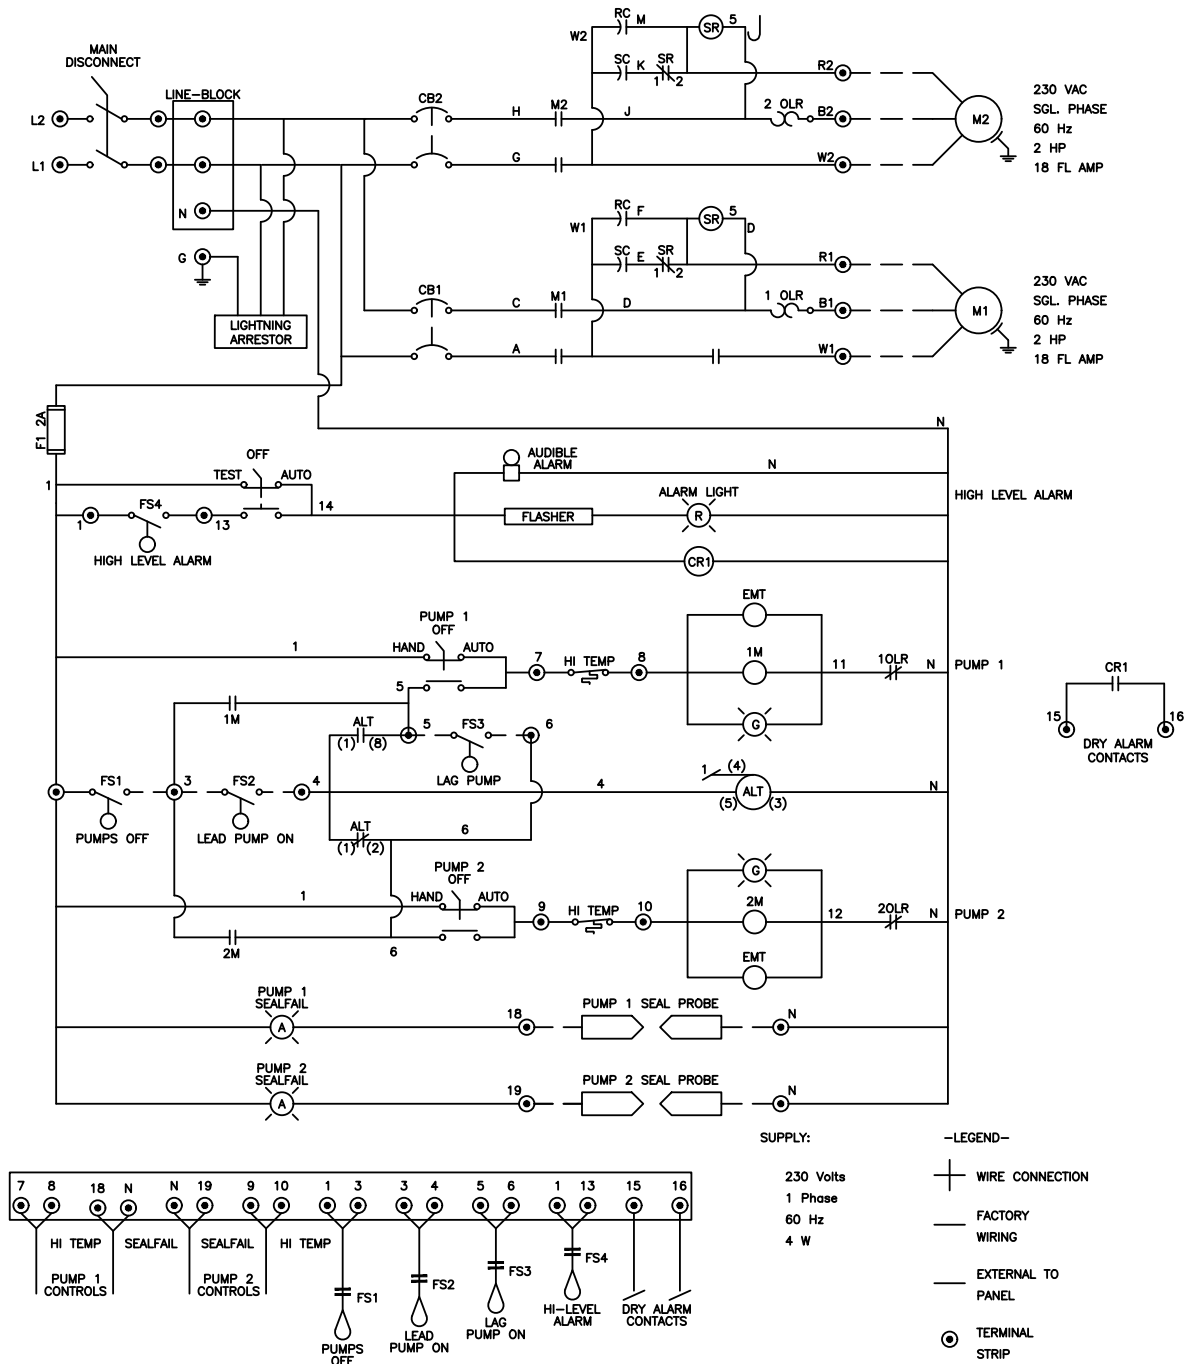 MAIN
DISCONNECT
LINE-BLOCK
L2
L1
N
G
LIGHTNING
ARRESTOR
CB2
H
M2
G
W2
RC M
SR 5
SC K SR
1 2
J
R2
2 OLR B2
W2
M2
230 VAC
SGL. PHASE
60 Hz
2 HP
18 FL AMP
CB1
C
M1
A
W1
RC F
SR 5
D
SC E SR
1 2
D
R1
1 OLR B1
W1
M1
230 VAC
SGL. PHASE
60 Hz
2 HP
18 FL AMP
F1 2A
N
OFF
TEST AUTO
1
14
FS4
1 13
HIGH LEVEL ALARM
AUDIBLE
ALARM
N
ALARM LIGHT
FLASHER
R
CR1
HIGH LEVEL ALARM
PUMP 1
OFF
HAND AUTO
1
5
7 HI TEMP 8
EMT
1M
G
11 1OLR N PUMP 1
1M
ALT
(1) (8)
5 FS3 6
LAG PUMP
FS1
3 FS2 4
PUMPS OFF
LEAD PUMP ON
4
1 (4)
ALT
(5) (3)
N
ALT
(1) (2)
6
CR1
15 16
DRY ALARM
CONTACTS
PUMP 2
OFF
HAND AUTO
1
9 HI TEMP 10
G
2M
EMT
12 2OLR N PUMP 2
2M
6
PUMP 1
SEALFAIL
A
18
PUMP 1 SEAL PROBE
N
PUMP 2
SEALFAIL
A
19
PUMP 2 SEAL PROBE
N
SUPPLY:
230 Volts
1 Phase
60 Hz
4 W
-LEGEND-
WIRE CONNECTION
FACTORY
WIRING
EXTERNAL TO
PANEL
TERMINAL
STRIP
7 8 18 N N 19 9 10 1 3 3 4 5 6 1 13 15 16
HI TEMP SEALFAIL SEALFAIL HI TEMP
PUMP 1
CONTROLS
PUMP 2
CONTROLS
FS1
PUMPS
OFF
FS2
LEAD
PUMP ON
FS3
LAG
PUMP ON
FS4
HI-LEVEL
ALARM
DRY ALARM
CONTACTS